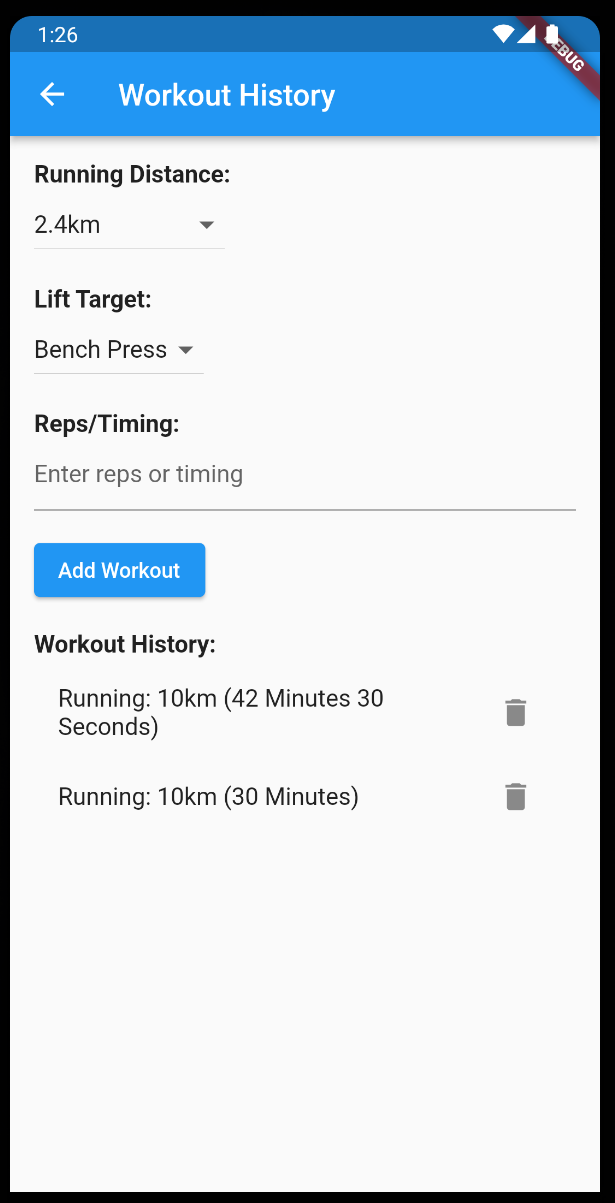 1:26
DEBUG
Workout History
Running Distance:
2.4km
Lift Target:
Bench Press
Reps/Timing:
Enter reps or timing
Add Workout
Workout History:
Running: 10km (42 Minutes 30
Seconds)
Running: 10km (30 Minutes)